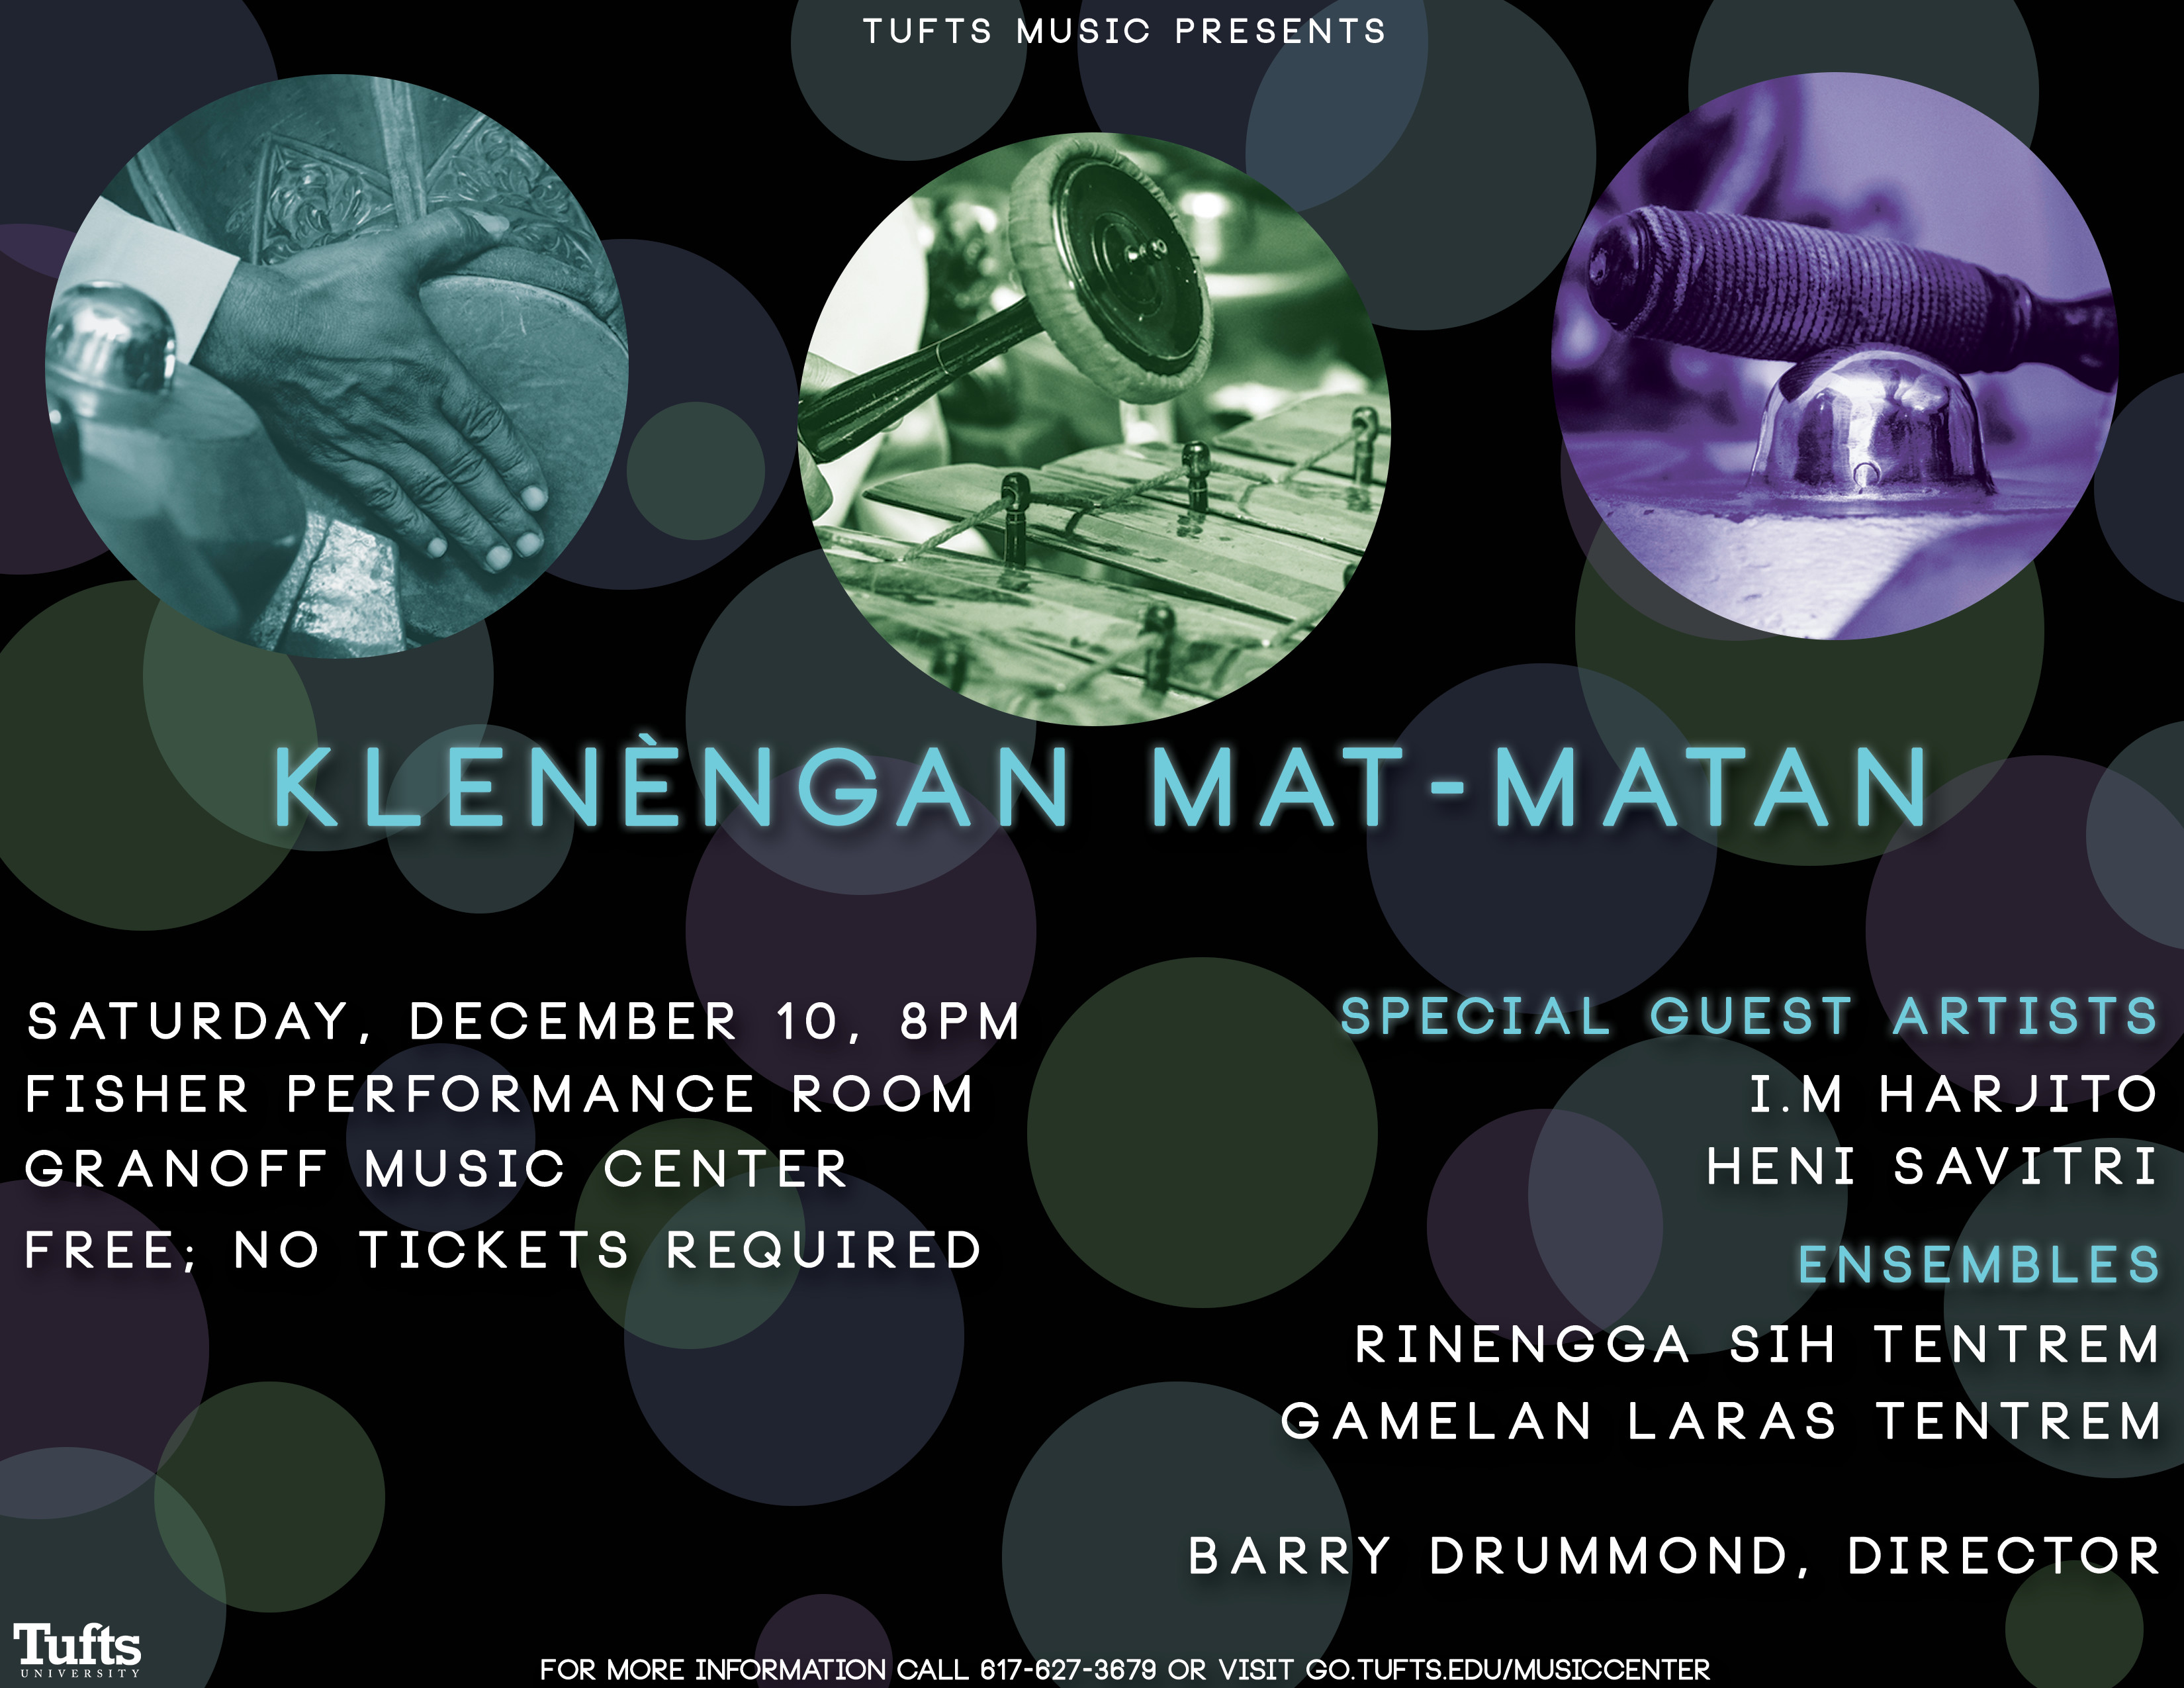 TUFTS MUSIC PRESENTS
KLENÈNGAN MAT-MATAN
SATURDAY, DECEMBER 10, 8PM
FISHER PERFORMANCE ROOM
GRANOFF MUSIC CENTER
FREE; NO TICKETS REQUIRED
SPECIAL GUEST ARTISTS
I.M HARJITO
HENI SAVITRI
ENSEMBLES
RINENGGA SIH TENTREM
GAMELAN LARAS TENTREM
BARRY DRUMMOND, DIRECTOR
Tufts
UNIVERSITY
FOR MORE INFORMATION CALL 617-627-3679 OR VISIT GO.TUFTS.EDU/MUSICCENTER